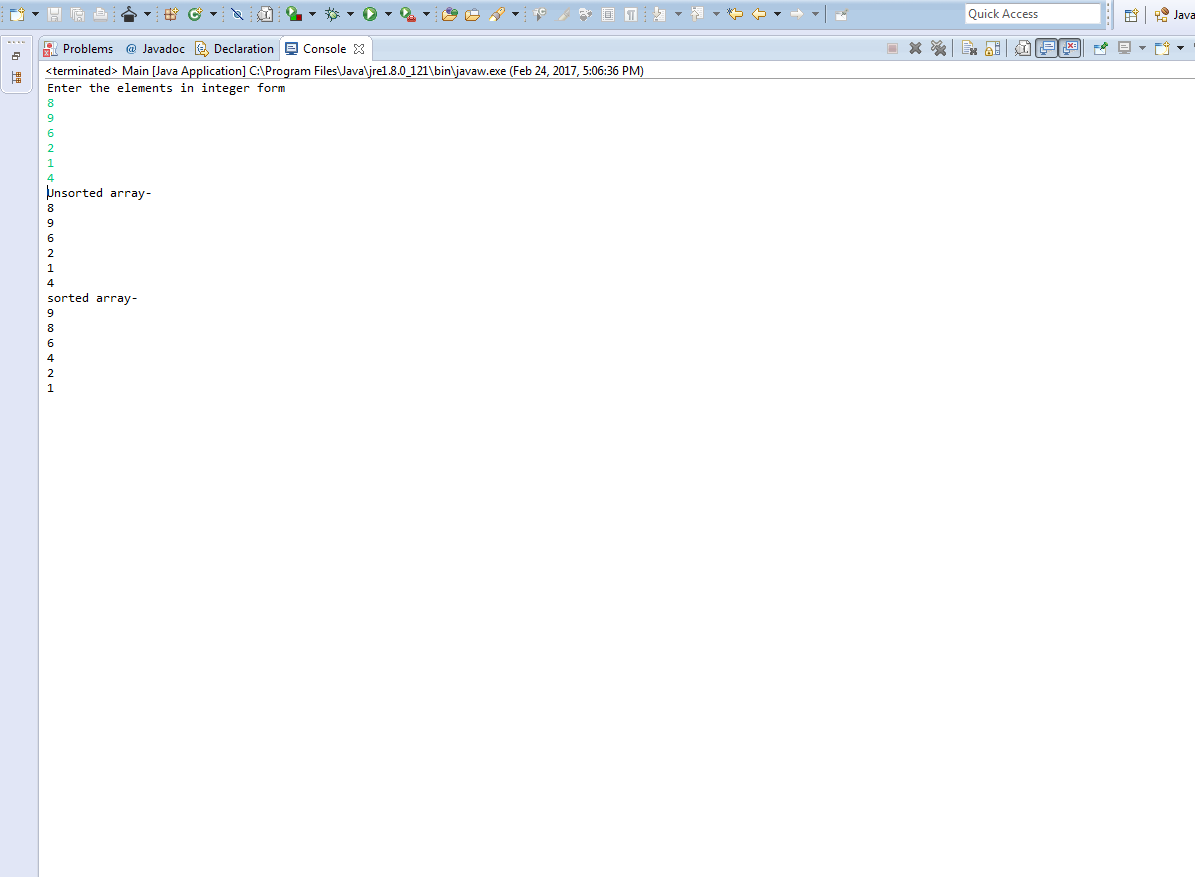 Quick Access
Java
Problems @ Javadoc Declaration Console
<terminated> Main [Java Application] C:\Program Files\Java\jre1.8.0_121\bin\javaw.exe (Feb 24, 2017, 5:06:36 PM)
Enter the elements in integer form
8
9
6
2
1
4
Unsorted array-
8
9
6
2
1
4
sorted array-
9
8
6
4
2
1